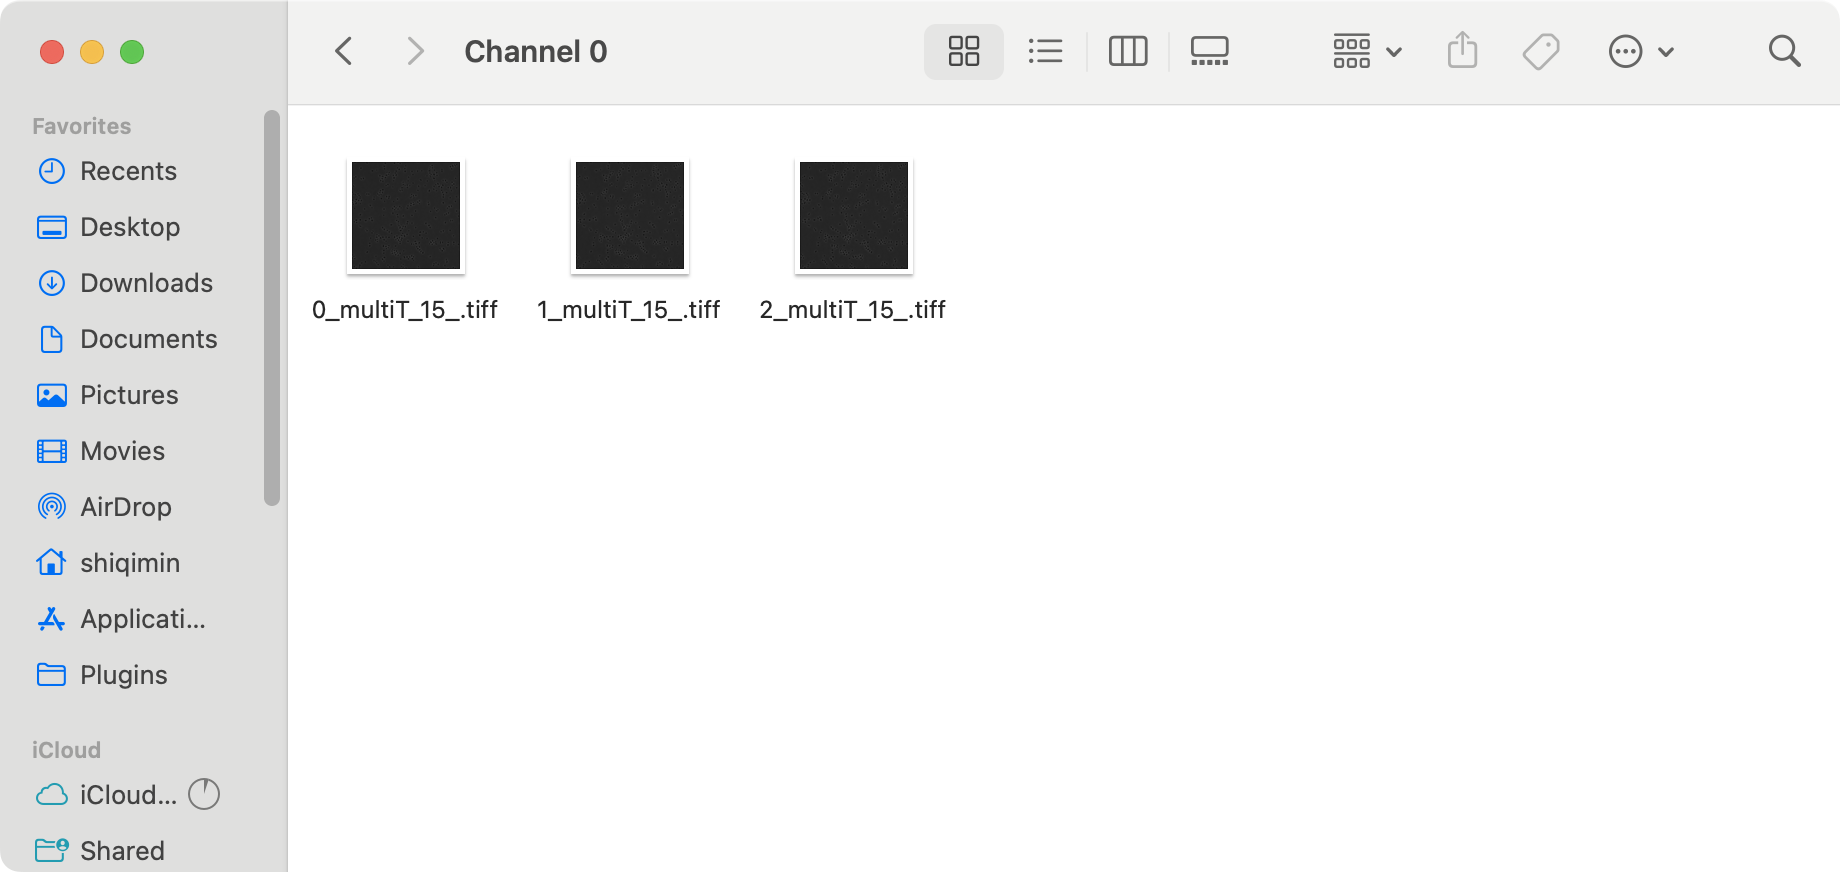 Channel 0
Favorites
Recents
Desktop
Downloads
Documents
Pictures
Movies
AirDrop
shiqimin
Applicati...
Plugins
iCloud
iCloud...
Shared
0_multiT_15_.tiff
1_multiT_15_.tiff
2_multiT_15_.tiff